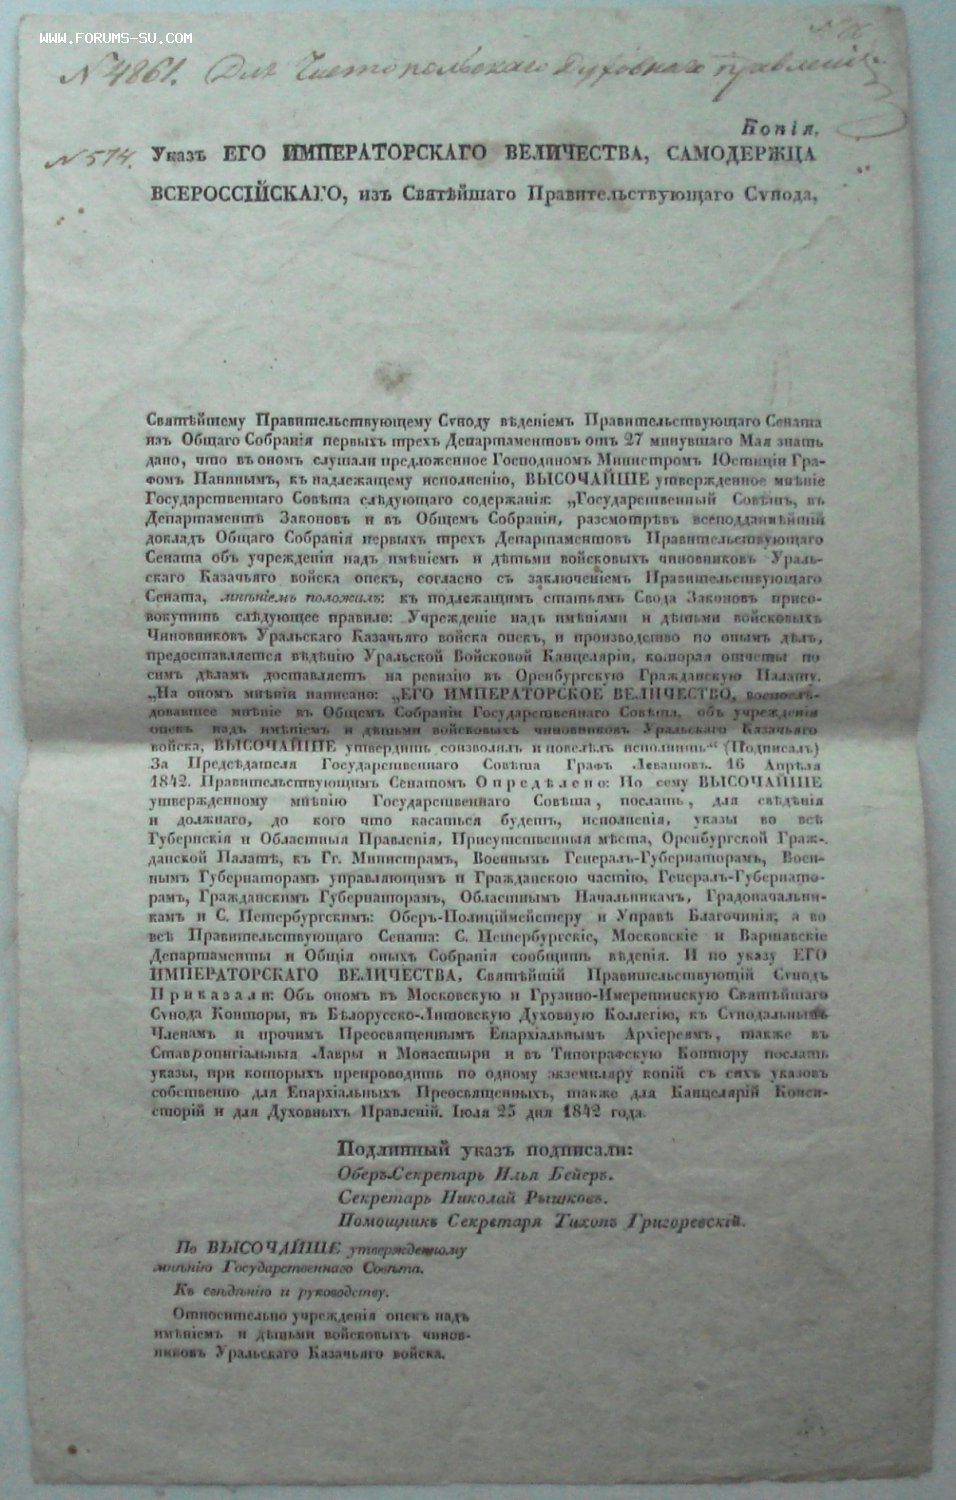 WWW.FORUMS-SU.COM
N 4861. Для Чистопольскаго Духовнаго Правленія
Копія.
N 574. Указъ ЕГО ИМПЕРАТОРСКАГО ВЕЛИЧЕСТВА, САМОДЕРЖЦА
ВСЕРОССІЙСКАГО, изъ Святѣйшаго Правительствующаго Сѵнода,
Святѣйшему Правительствующему Сѵноду вѣденіемъ Правительствующаго Сената
изъ Общаго Собранія первыхъ трехъ Департаментовъ отъ 27 минувшаго Мая знать
дано, что въ ономъ слушали предложенное Господиномъ Министромъ Юстиціи Гра-
фомъ Панинымъ, къ надлежащему исполненію, ВЫСОЧАЙШЕ утвержденное мнѣніе
Государственнаго Совѣта слѣдующаго содержанія: „Государственный Совѣтъ, въ
Департаментѣ Законовъ и въ Общемъ Собраніи, разсмотрѣвъ всеподданнѣйшій
докладъ Общаго Собранія первыхъ трехъ Департаментовъ Правительствующаго
Сената объ учрежденіи надъ имѣніемъ и дѣтьми войсковыхъ чиновниковъ Ураль-
скаго Казачьяго войска опекъ, согласно съ заключеніемъ Правительствующаго
Сената, мнѣніемъ положилъ: къ подлежащимъ статьямъ Свода Законовъ присо-
вокупить слѣдующее правило: Учрежденіе надъ имѣніями и дѣтьми войсковыхъ
Чиновниковъ Уральскаго Казачьяго войска опекъ, и производство по онымъ дѣлъ,
предоставляется вѣдѣнію Уральской Войсковой Канцеляріи, которая отчеты по
симъ дѣламъ доставляетъ на ревизію въ Оренбургскую Гражданскую Палату.
„На ономъ мнѣніи написано: „ЕГО ИМПЕРАТОРСКОЕ ВЕЛИЧЕСТВО, воспослѣ-
довавшее мнѣніе въ Общемъ Собраніи Государственнаго Совѣта, объ учрежденія
опекъ надъ имѣніемъ и дѣтьми войсковыхъ чиновниковъ Уральскаго Казачьяго
войска, ВЫСОЧАЙШЕ утвердить соизволилъ и повелѣлъ исполнить“ (Подписалъ)
За Предсѣдателя Государственнаго Совѣта Графъ Левашовъ. 16 Апрѣля
1842. Правительствующимъ Сенатомъ Опредѣлено: По сему ВЫСОЧАЙШЕ
утвержденному мнѣнію Государственнаго Совѣта, послать, для свѣдѣнія
и должнаго, до кого что касаться будетъ, исполненія, указы во всѣ
Губернскія и Областныя Правленія, Присутственныя мѣста, Оренбургской Граж-
данской Палатѣ, къ Гг. Министрамъ, Военнымъ Генералъ-Губернаторамъ, Воен-
нымъ Губернаторамъ управляющимъ и Гражданскою частію, Генералъ-Губернато-
рамъ, Гражданскимъ Губернаторамъ, Областнымъ Начальникамъ, Градоначальни-
камъ и С. Петербургскимъ: Оберъ-Полиціймейстеру и Управѣ Благочинія; а во
всѣ Правительствующаго Сената: С. Петербургскіе, Московскіе и Варшавскіе
Департаменты и Общія оныхъ Собранія сообщить вѣденія. И по указу ЕГО
ИМПЕРАТОРСКАГО ВЕЛИЧЕСТВА, Святѣйшій Правительствующій Сѵнодъ
Приказали: Объ ономъ въ Московскую и Грузино-Имеретинскую Святѣйшаго
Сѵнода Конторы, въ Бѣлорусско-Литовскую Духовную Коллегію, къ Сѵнодальнымъ
Членамъ и прочимъ Преосвященнымъ Епархіальнымъ Архіереямъ, также въ
Ставропигіальныя Лавры и Монастыри и въ Типографскую Контору послать
указы, при которыхъ препроводить по одному экземпляру копій съ сихъ указовъ
собственно для Епархіальныхъ Преосвященныхъ, также для Канцелярій Конси-
сторій и для Духовныхъ Правленій. Іюля 25 дня 1842 года.
Подлинный указъ подписали:
Оберъ-Секретарь Илья Бейеръ.
Секретарь Николай Рышковъ.
Помощникъ Секретаря Тихонъ Григоревскій.
По ВЫСОЧАЙШЕ утвержденному
мнѣнію Государственнаго Совѣта.
Къ свѣдѣнію и руководству.
Относительно учрежденія опекъ надъ
имѣніемъ и дѣтьми войсковыхъ чинов-
никовъ Уральскаго Казачьяго войска.